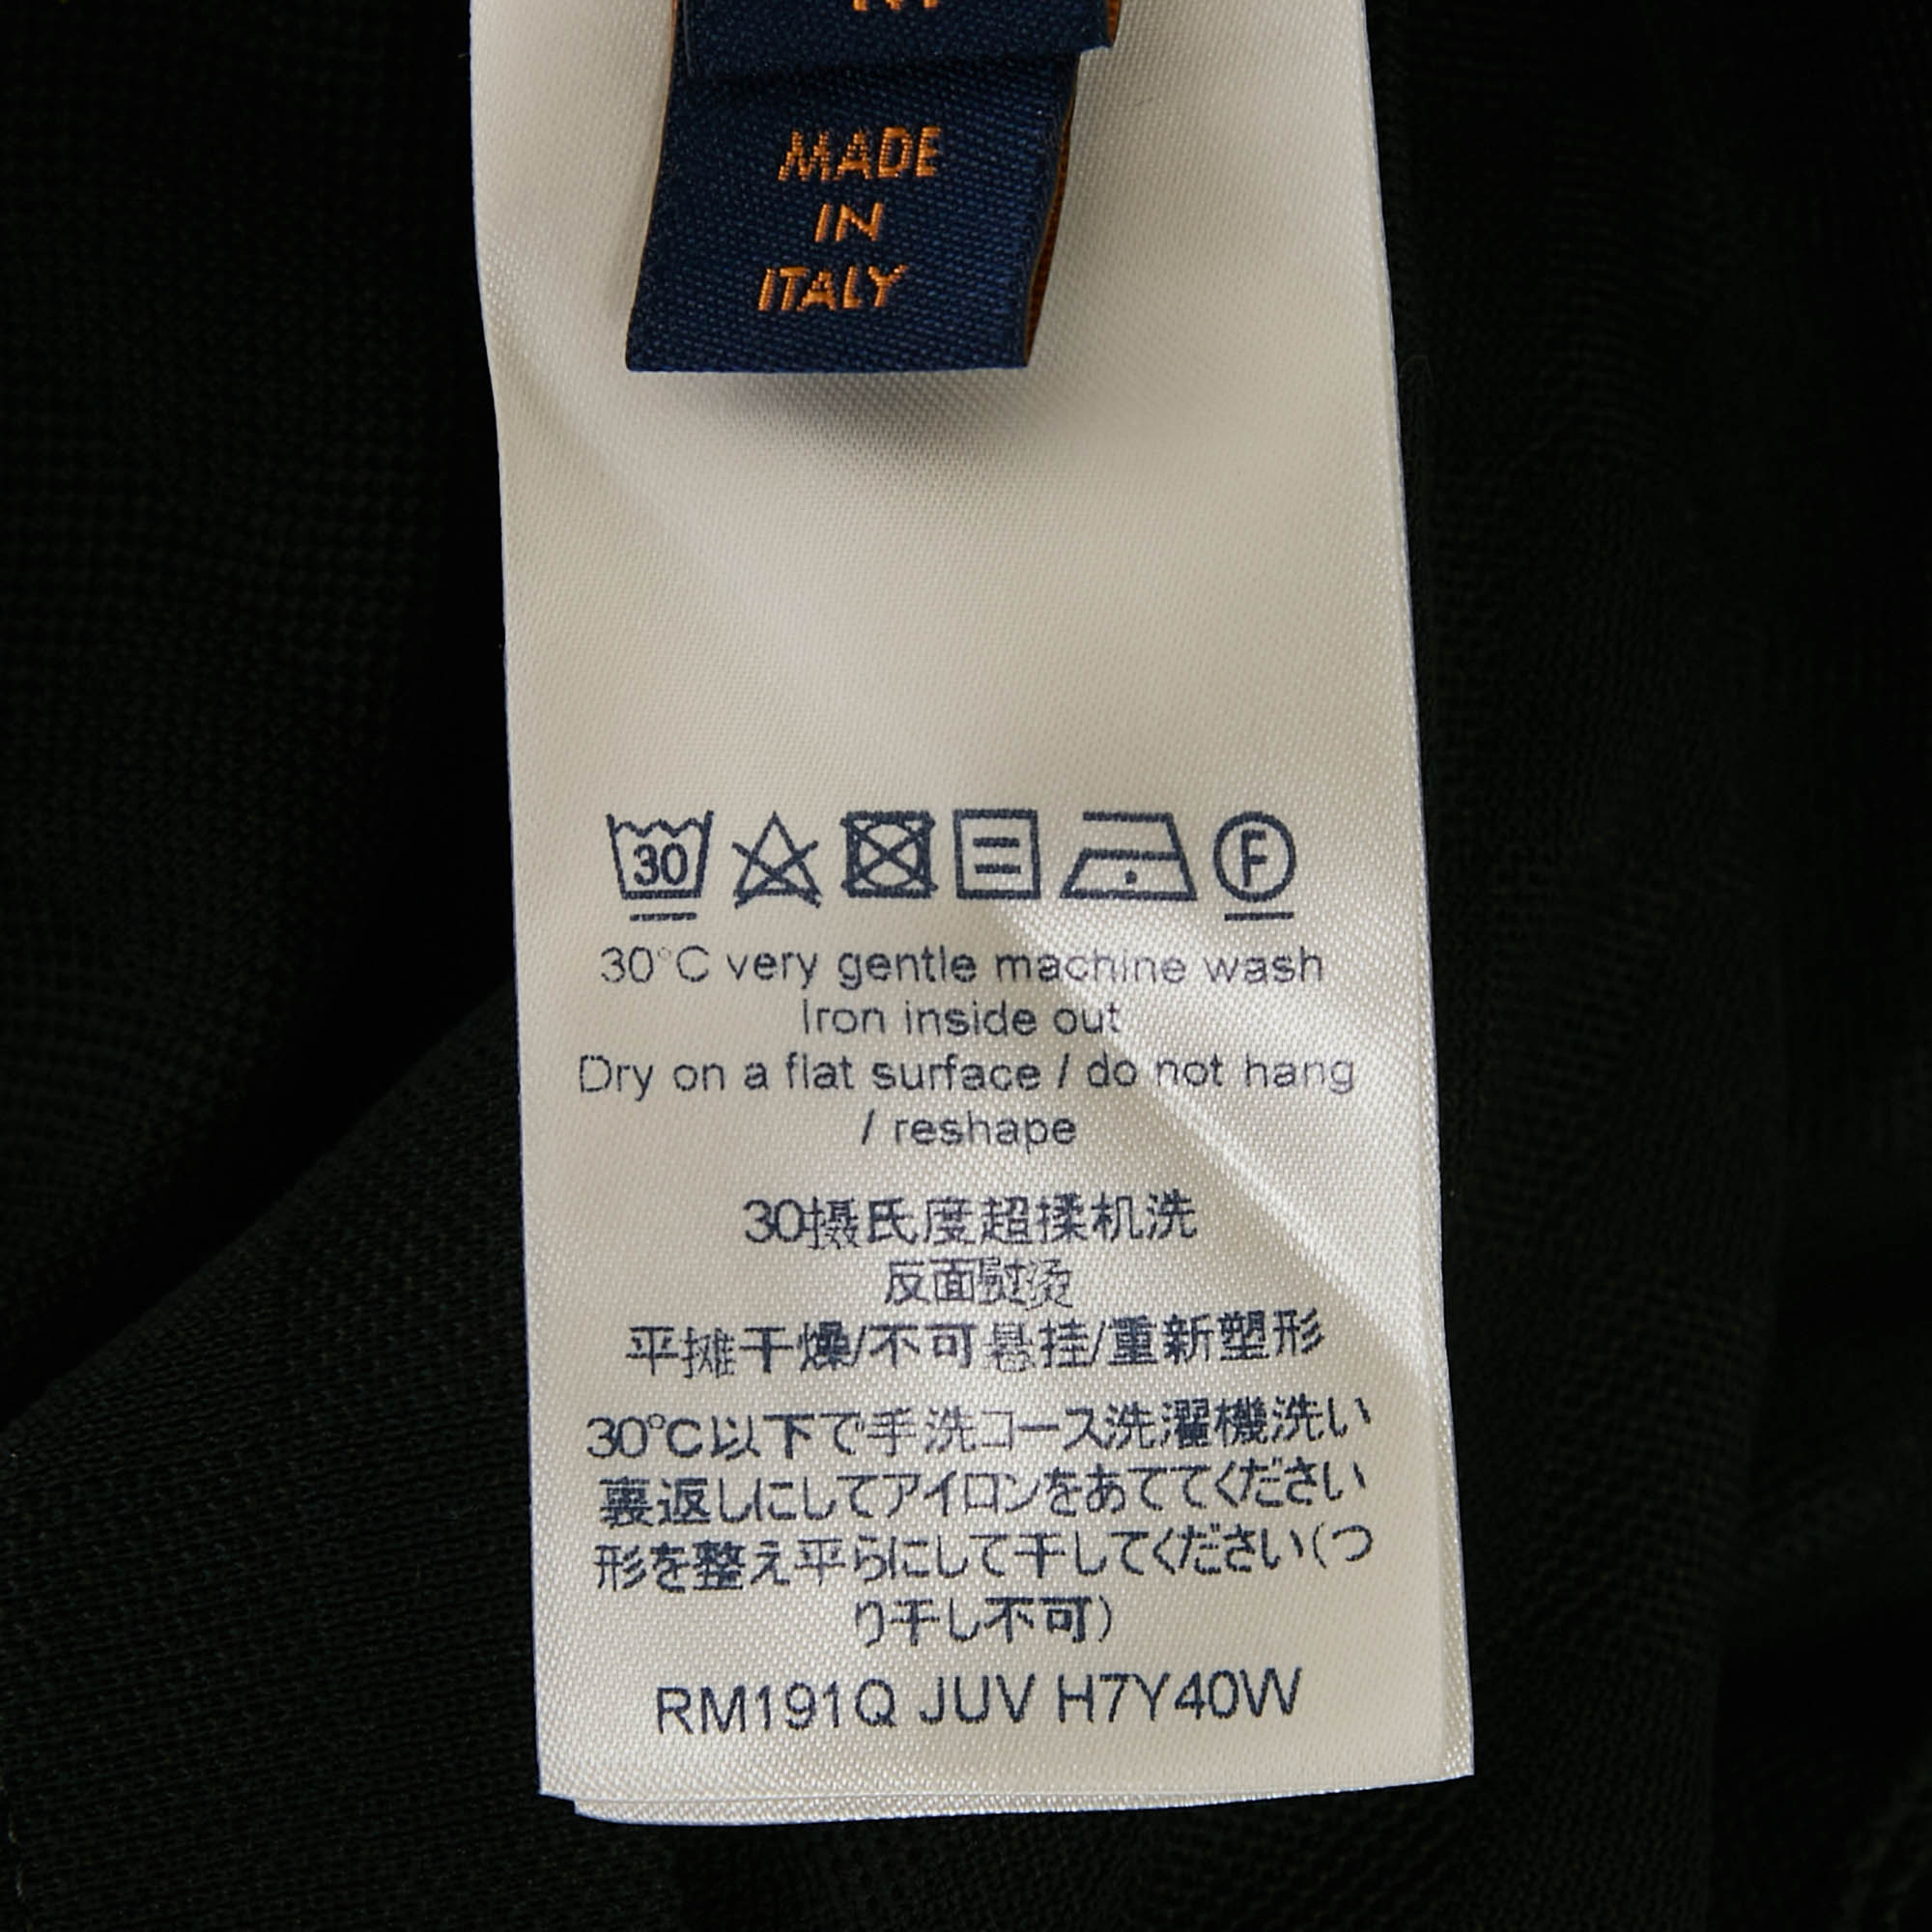 MADE
IN
ITALY
30
F
30°C very gentle machine wash
Iron inside out
Dry on a flat surface / do not hang
/ reshape
30摄氏度超揉机洗
反面熨烫
平摊干燥/不可悬挂/重新塑形
30℃以下で手洗コース洗濯機洗い
裏返しにしてアイロンをあててください
形を整え平らにして干してください(つ
り干し不可)
RM191Q JUV H7Y40W